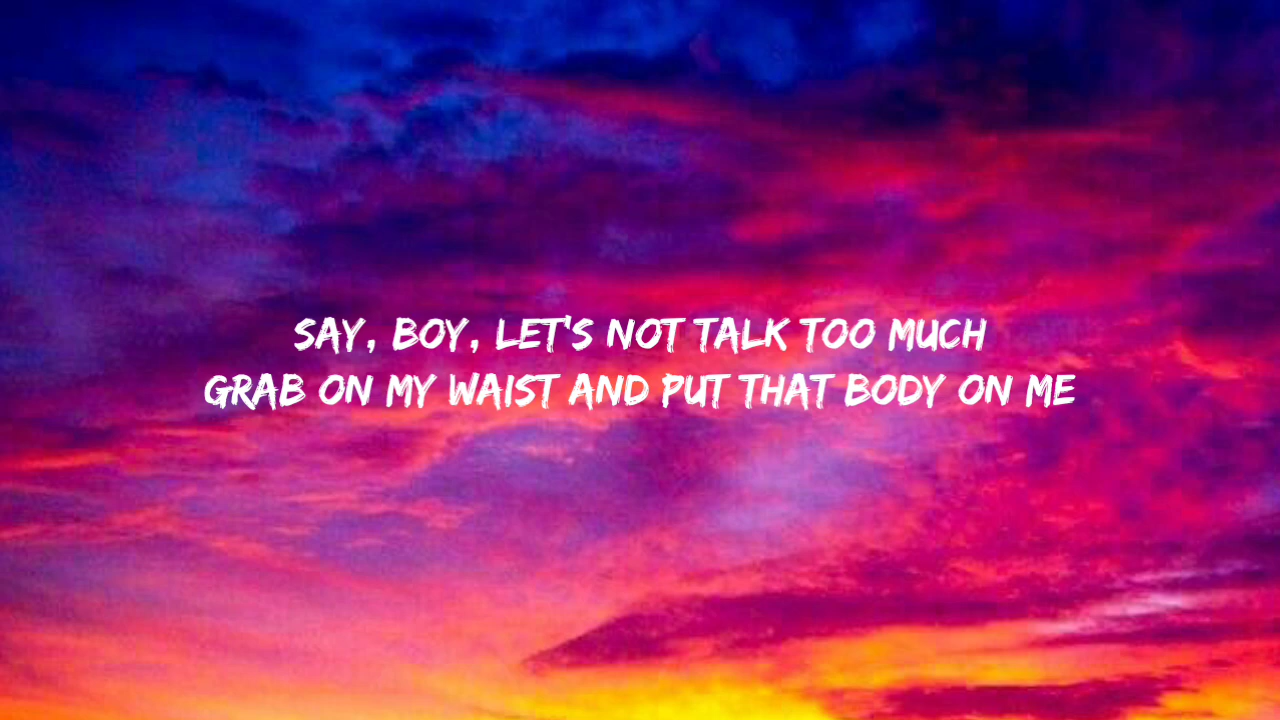 SAY, BOY, LET'S NOT TALK TOO MUCH
GRAB ON MY WAIST AND PUT THAT BODY ON ME